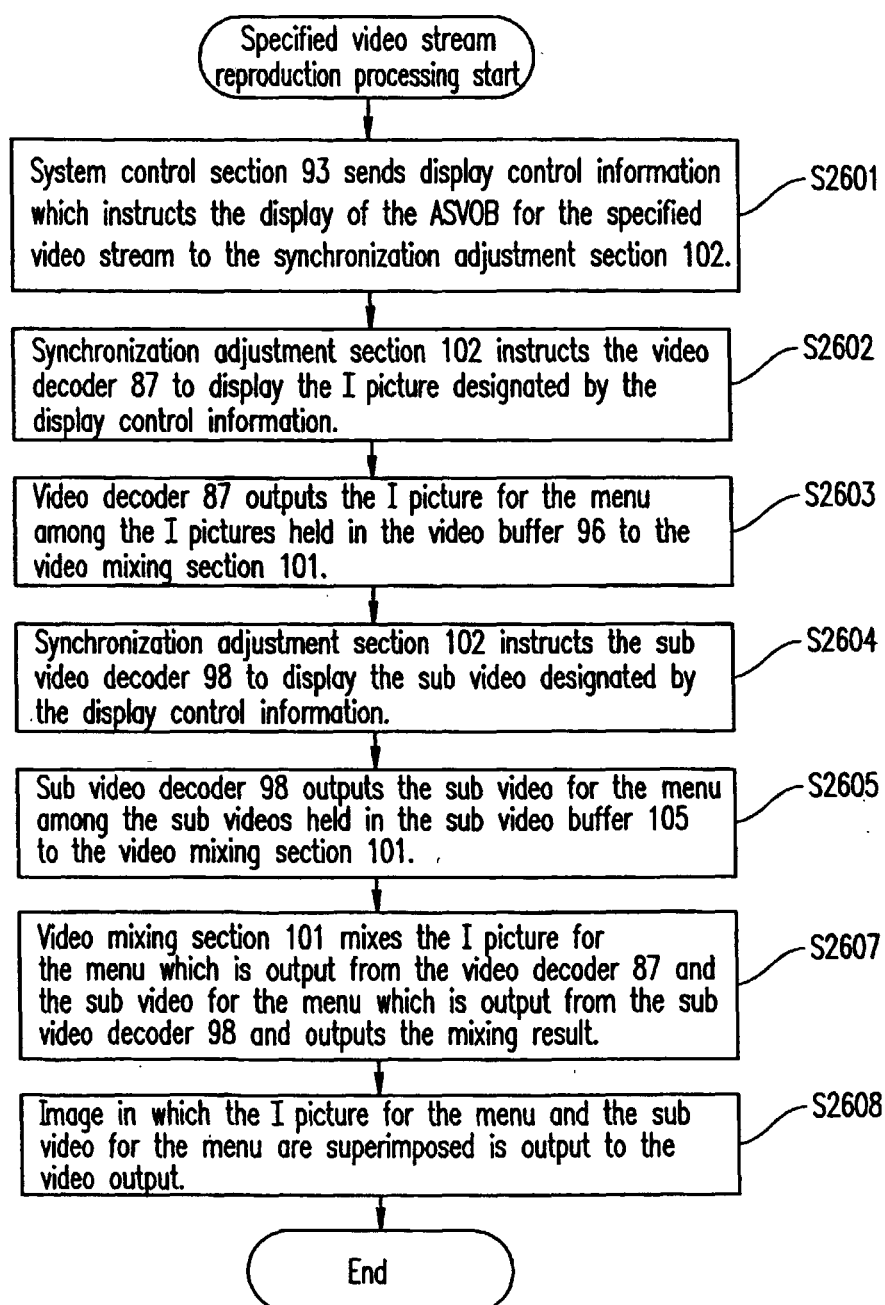 Specified video stream
reproduction processing start
System control section 93 sends display control information
which instructs the display of the ASVOB for the specified
video stream to the synchronization adjustment section 102.
S2601
Synchronization adjustment section 102 instructs the video
decoder 87 to display the I picture designated by the
display control information.
S2602
Video decoder 87 outputs the I picture for the menu
among the I pictures held in the video buffer 96 to the
video mixing section 101.
S2603
Synchronization adjustment section 102 instructs the sub
video decoder 98 to display the sub video designated by
the display control information.
S2604
Sub video decoder 98 outputs the sub video for the menu
among the sub videos held in the sub video buffer 105
to the video mixing section 101.
S2605
Video mixing section 101 mixes the I picture for
the menu which is output from the video decoder 87 and
the sub video for the menu which is output from the sub
video decoder 98 and outputs the mixing result.
S2607
Image in which the I picture for the menu and the sub
video for the menu are superimposed is output to the
video output.
S2608
End